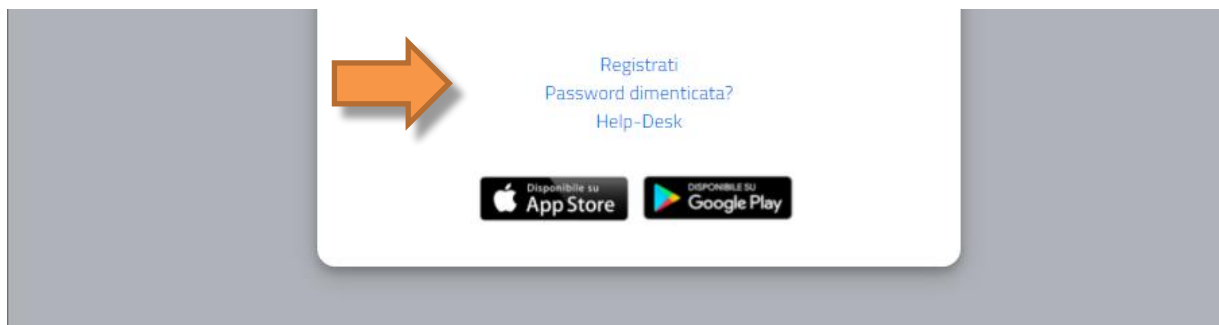 Registrati
Password dimenticata?
Help-Desk
Disponibile su
App Store
DISPONIBILE SU
Google Play